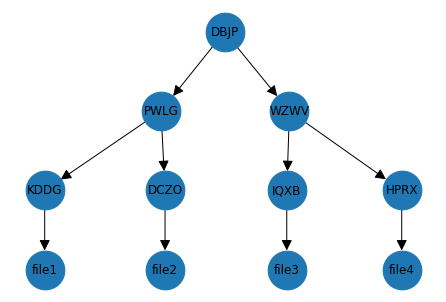 DBJP
PWLG WZWV
KDDG DCZO IQXB HPRX
file1 file2 file3 file4